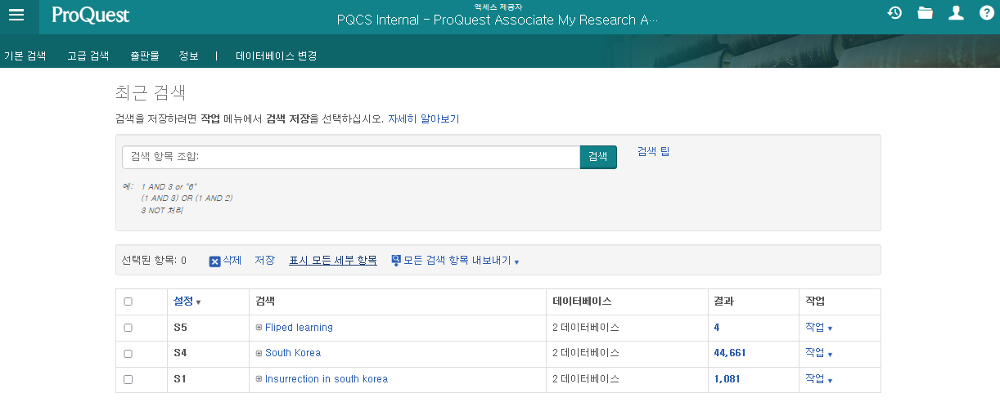 ProQuest
액세스 제공자
PQCS Internal - ProQuest Associate My Research A…
기본 검색 고급 검색 출판물 정보 | 데이터베이스 변경
최근 검색
검색을 저장하려면 작업 메뉴에서 검색 저장을 선택하십시오. 자세히 알아보기
검색 항목 조합: 검색 검색 팁
예: 1 AND 3 or "6"
(1 AND 3) OR (1 AND 2)
3 NOT 처리
선택된 항목: 0 삭제 저장 표시 모든 세부 항목 모든 검색 항목 내보내기
설정 검색 데이터베이스 결과 작업
S5 Fliped learning 2 데이터베이스 4 작업
S4 South Korea 2 데이터베이스 44,661 작업
S1 Insurrection in south korea 2 데이터베이스 1,081 작업